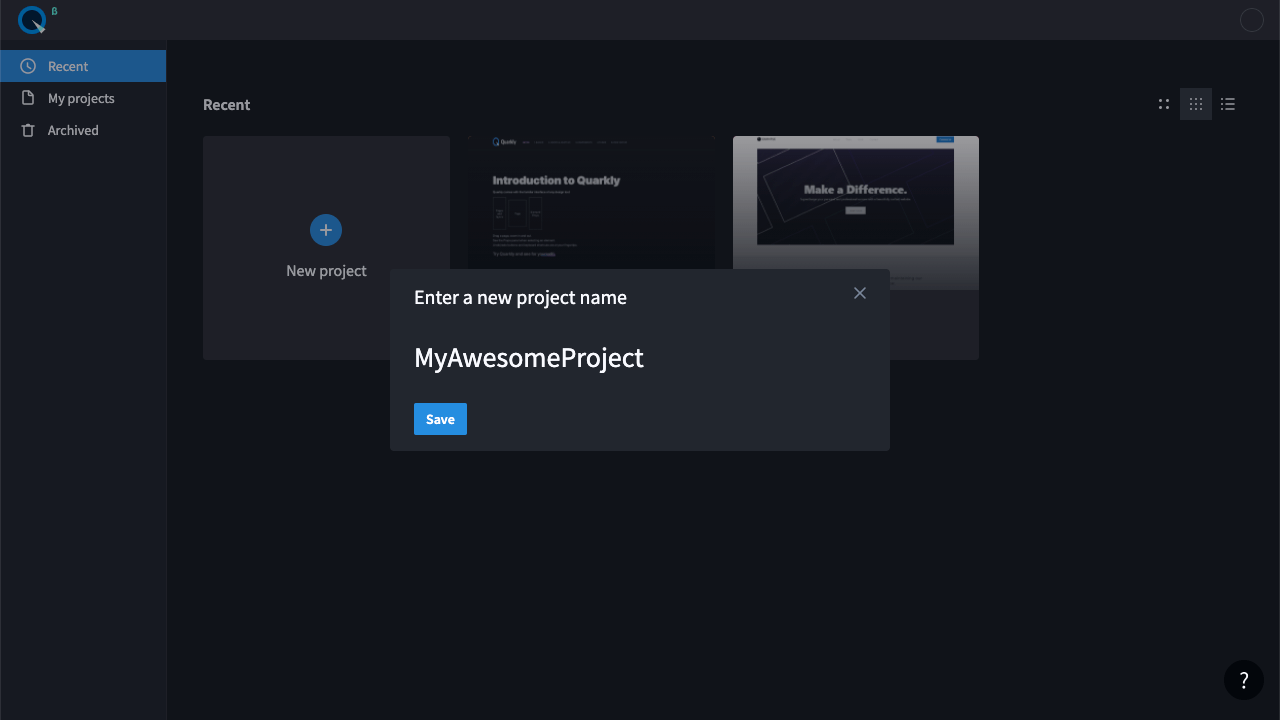 ß
Recent
My projects
Archived
Recent
Quarkly
Introduction to Quarkly
Make a Difference.
New project
Enter a new project name
MyAwesomeProject
Save
?